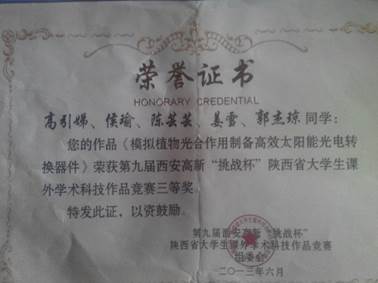 荣誉证书
HONORARY CREDENTIAL
高引娣、侯瑜、陈芸芸、姜雪、郭杰琼同学：
您的作品《模拟植物光合作用制备高效太阳能光电转
换器件》荣获第九届西安高新“挑战杯”陕西省大学生课
外学术科技作品竞赛三等奖。
特发此证，以资鼓励。
第九届西安高新“挑战杯”
陕西省大学生课外学术科技作品竞赛
组委会
二〇一三年六月